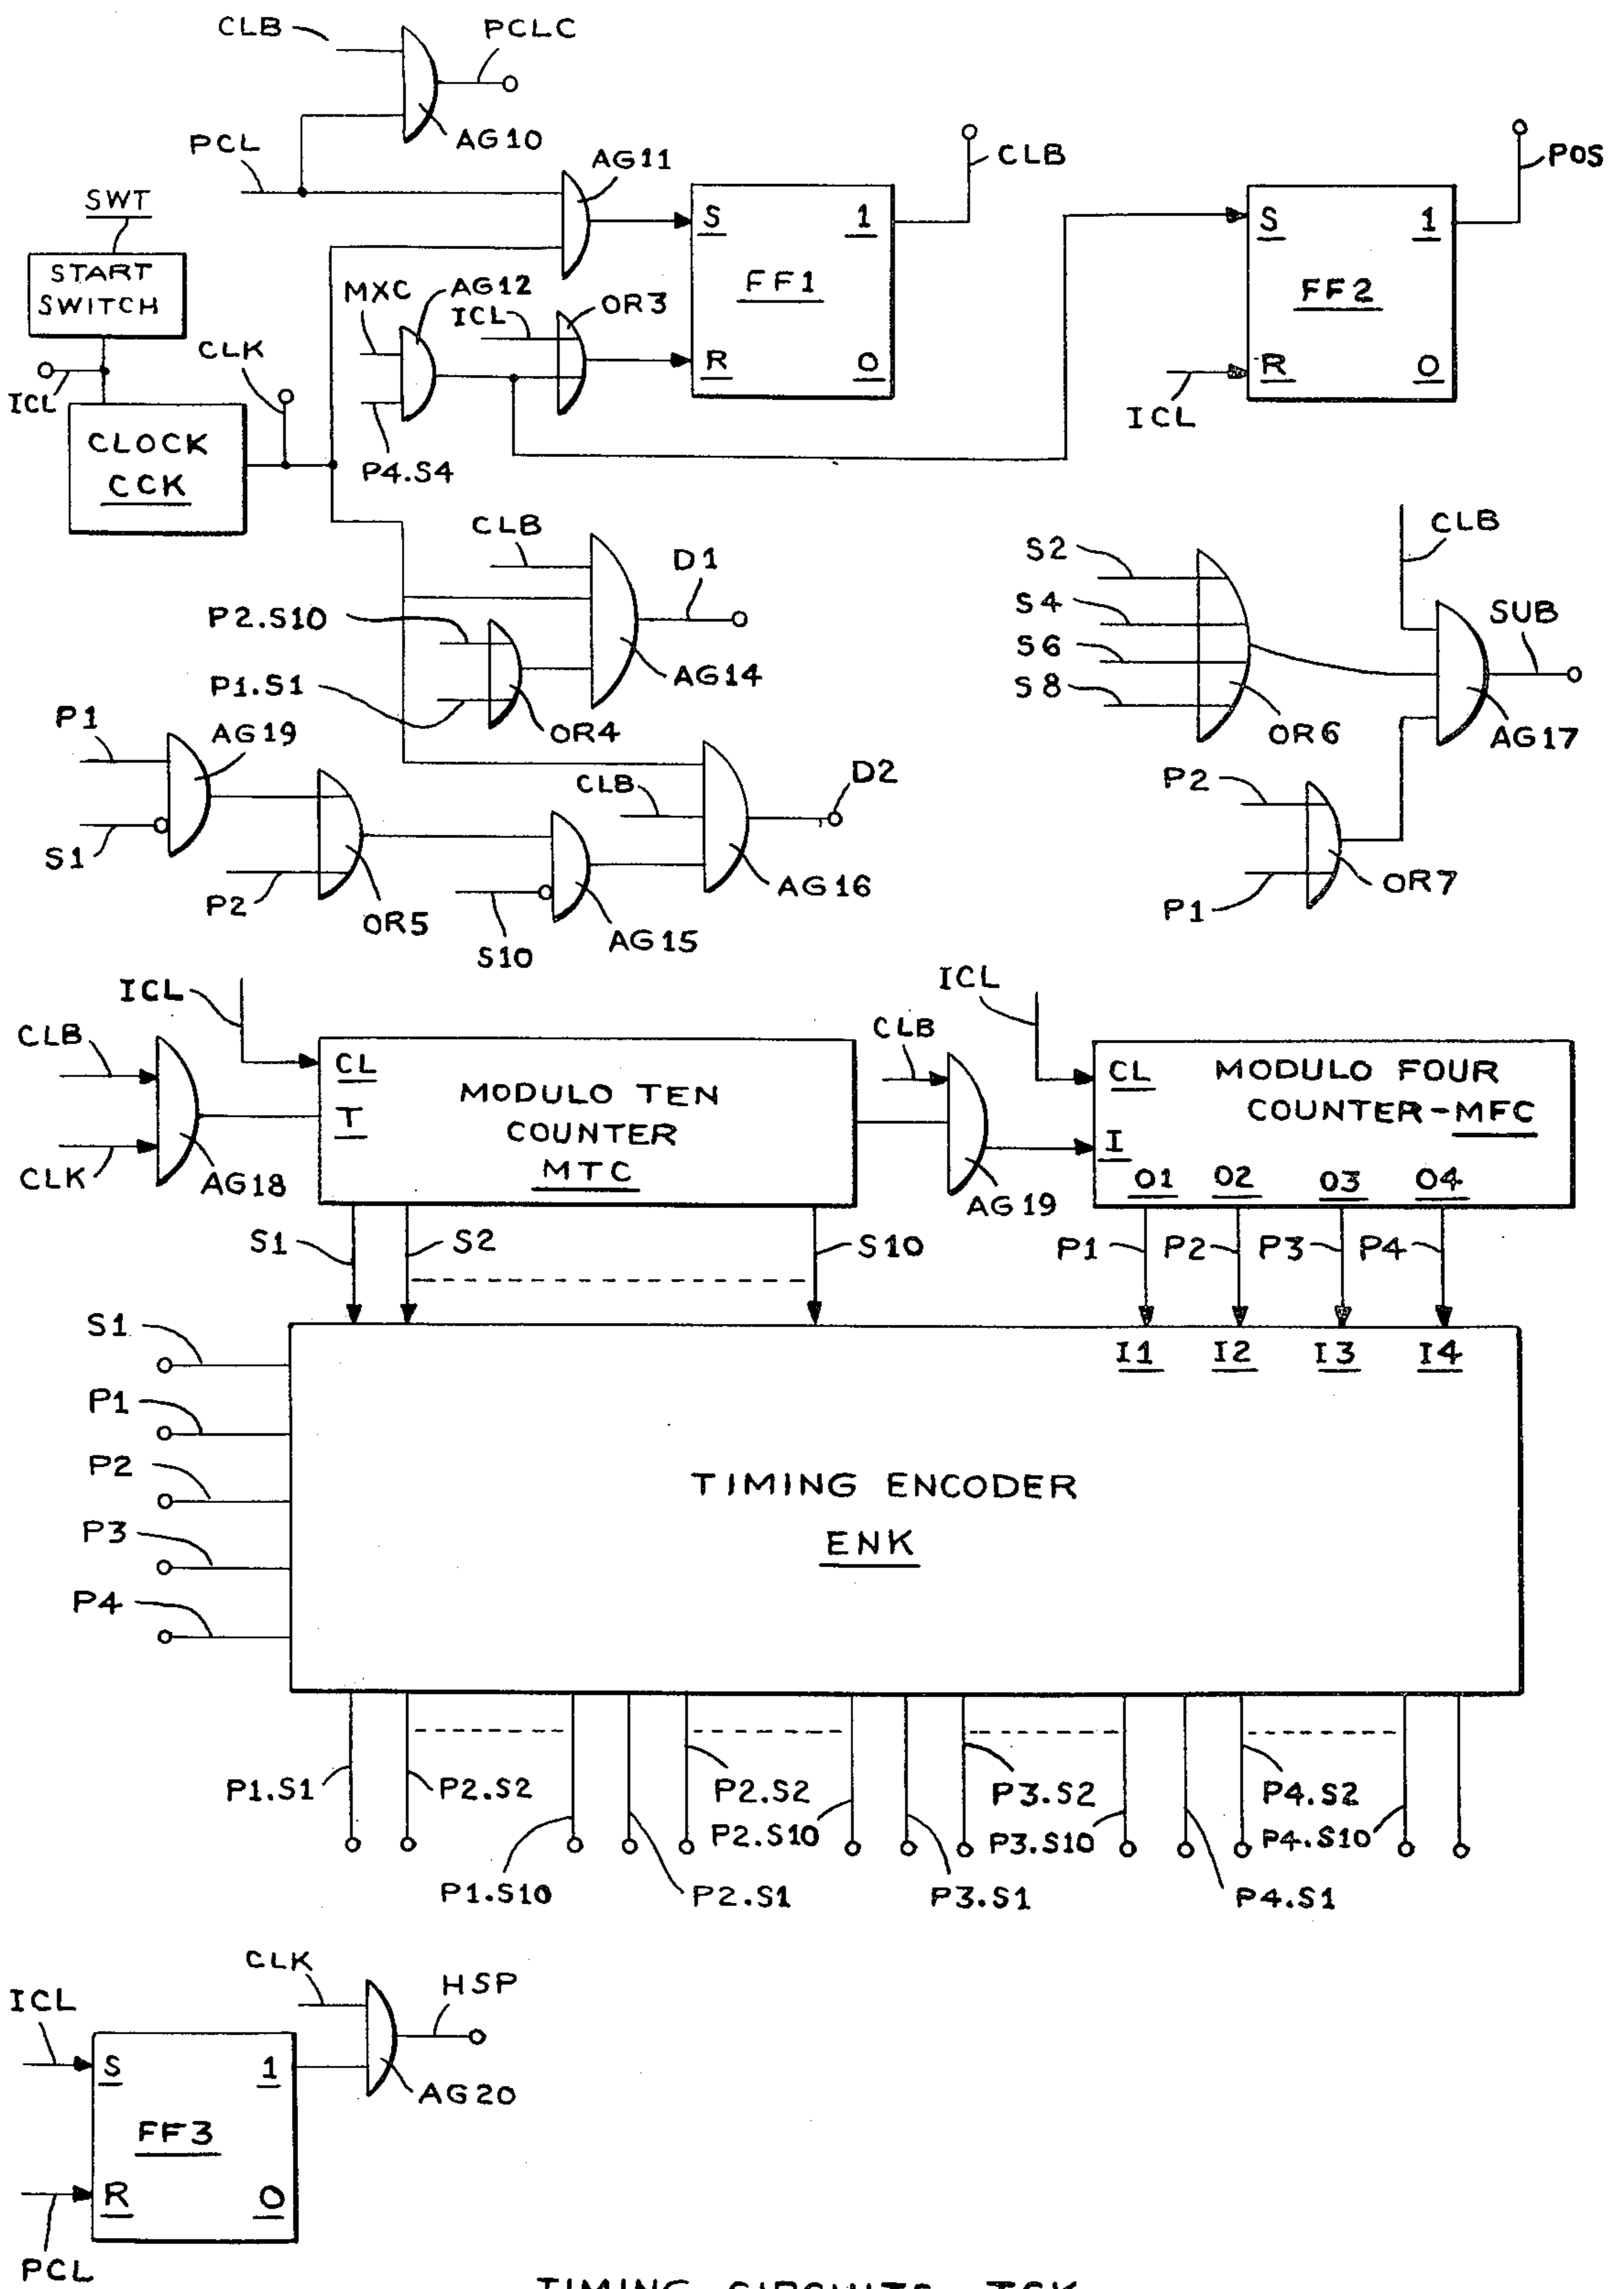 CLB
PCLC
AG10
PCL
AG11
CLB
POS
SWT
START
SWITCH
S
1
FF1
R
0
S
1
FF2
R
0
MXC
AG12
ICL
OR3
CLK
ICL
ICL
CLOCK
CCK
P4.S4
CLB
D1
P2.S10
P1.S1
AG14
OR4
S2
S4
S6
S8
CLB
SUB
OR6
AG17
P1
AG19
S1
P2
OR5
CLB
D2
AG16
S10
AG15
P2
P1
OR7
ICL
CLB
CLK
AG18
CL
T
MODULO TEN
COUNTER
MTC
CLB
AG19
ICL
CL
I
MODULO FOUR
COUNTER-MFC
O1 O2 O3 O4
S1
S2
S10
P1 P2 P3 P4
I1 I2 I3 I4
S1
P1
P2
P3
P4
TIMING ENCODER
ENK
P1.S1
P2.S2
P1.S10
P2.S1
P2.S2
P2.S10
P3.S1
P3.S2
P3.S10
P4.S1
P4.S2
P4.S10
CLK
HSP
AG20
ICL
S
1
FF3
R
0
PCL
TIMING CIRCUITS TCK